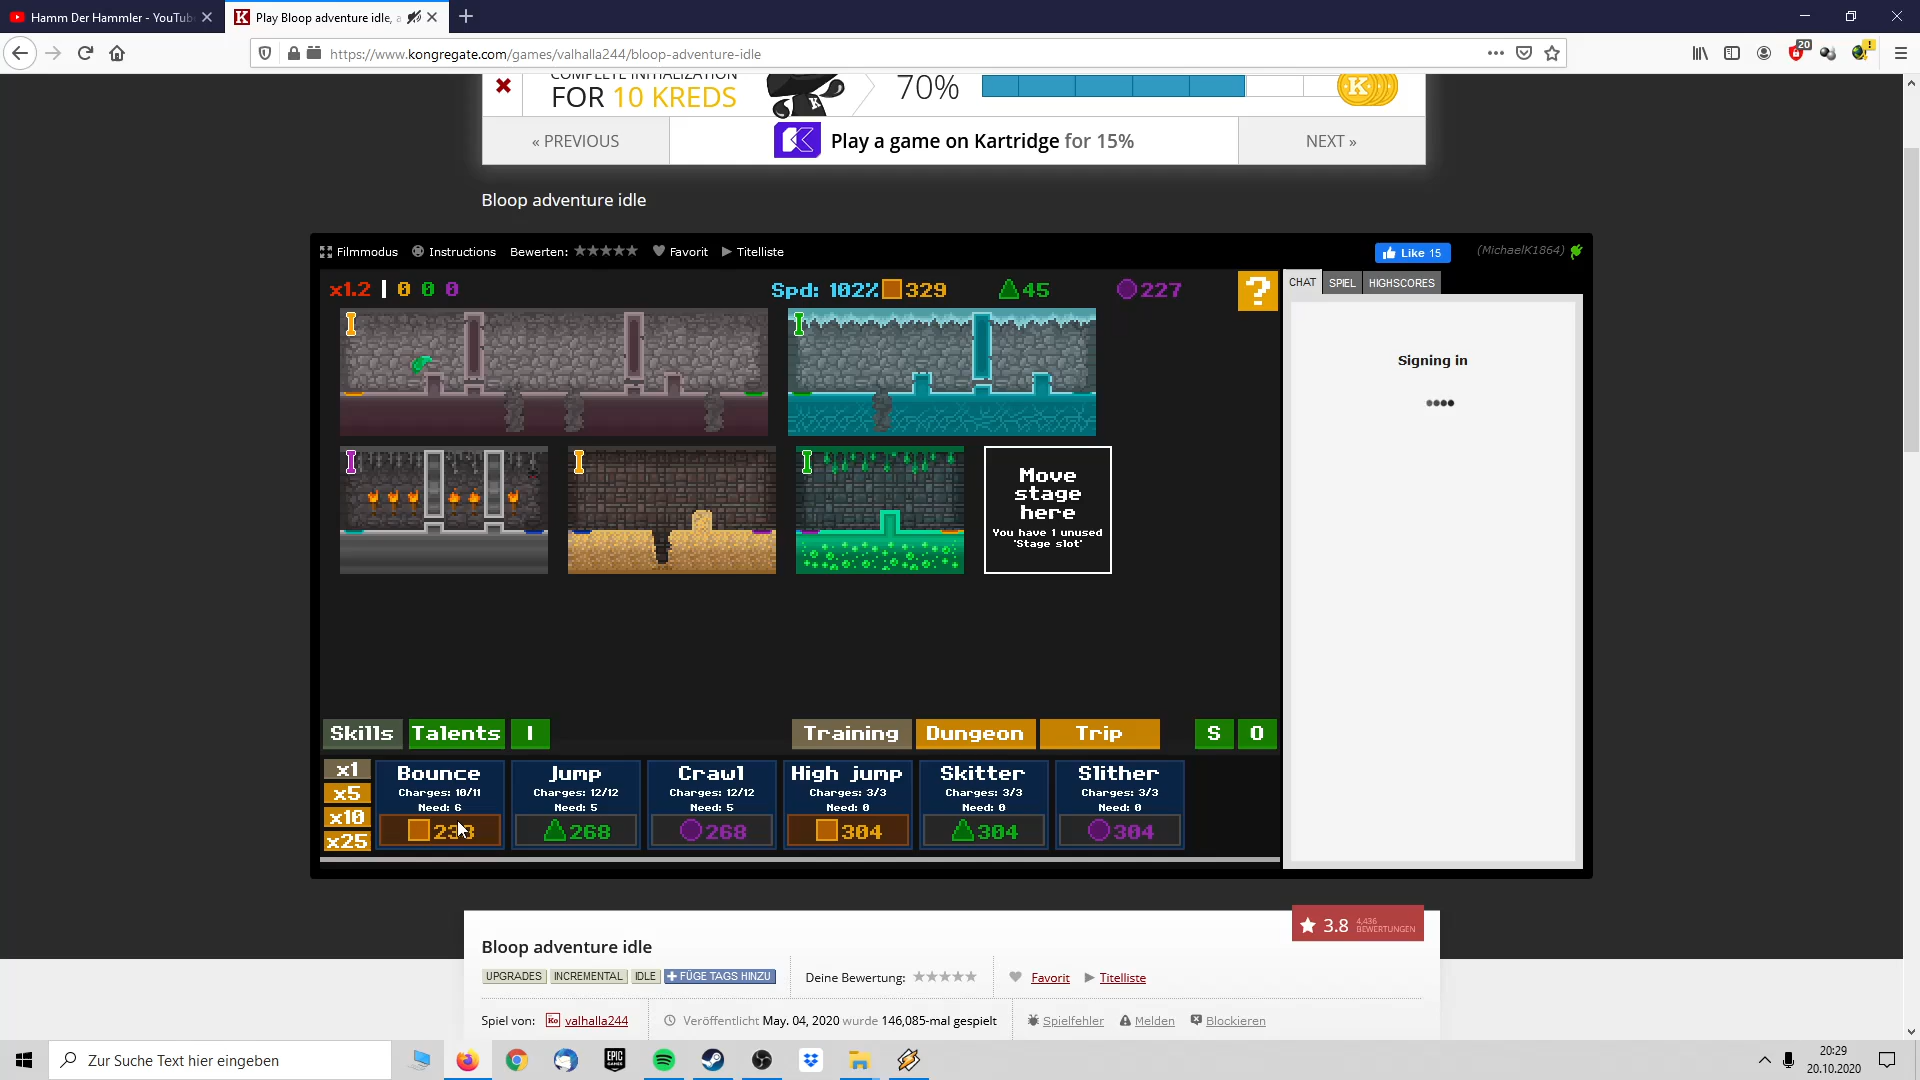 Hamm Der Hammler - YouTub
Play Bloop adventure idle, a
https://www.kongregate.com/games/valhalla244/bloop-adventure-idle
20
COMPLETE INITIALIZATION
FOR 10 KREDS
70%
« PREVIOUS
Play a game on Kartridge for 15%
NEXT »
Bloop adventure idle
Filmmodus
Instructions
Bewerten:
Favorit
Titelliste
Like 15
(MichaelK1864)
x1.2 | 0 0 0
Spd: 102% 329
45
227
?
CHAT
SPIEL
HIGHSCORES
Signing in
Move
stage
here
You have 1 unused
'Stage slot'
Skills
Talents
I
Training
Dungeon
Trip
S
O
x1
x5
x10
x25
Bounce
Charges: 10/11
Need: 6
Jump
Charges: 12/12
Need: 5
268
Crawl
Charges: 12/12
Need: 5
268
High jump
Charges: 3/3
Need: 0
304
Skitter
Charges: 3/3
Need: 0
304
Slither
Charges: 3/3
Need: 0
304
3.8
4,436
BEWERTUNGEN
Bloop adventure idle
UPGRADES
INCREMENTAL
IDLE
+ FÜGE TAGS HINZU
Deine Bewertung:
Favorit
Titelliste
Spiel von: valhalla244
Veröffentlicht May. 04, 2020 wurde 146,085-mal gespielt
Spielfehler
Melden
Blockieren
Zur Suche Text hier eingeben
EPIC
GAMES
20:29
20.10.2020